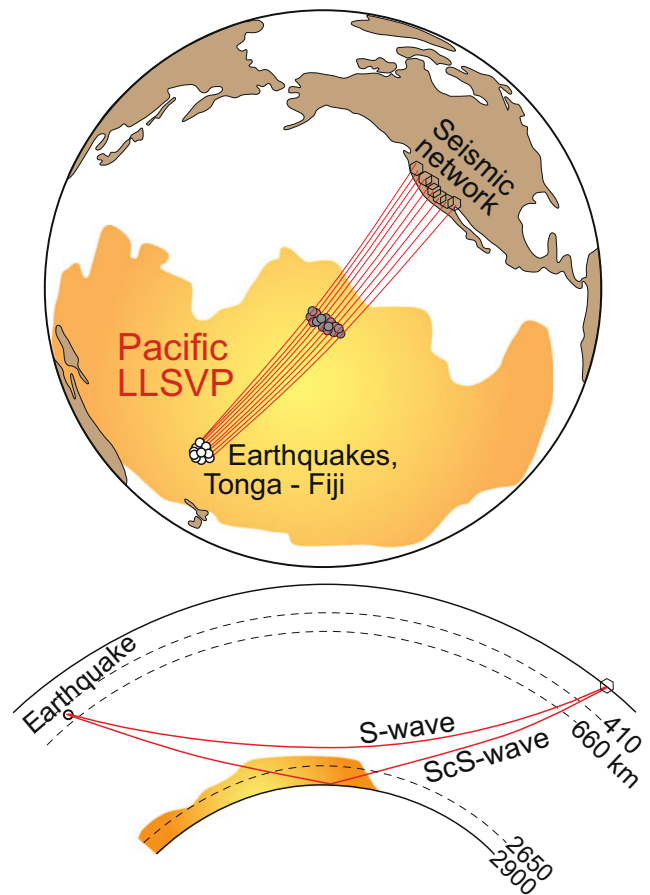 Seismic
network
Pacific
LLSVP
Earthquakes,
Tonga - Fiji
Earthquake
S-wave
ScS-wave
410
660 km
2650
2900